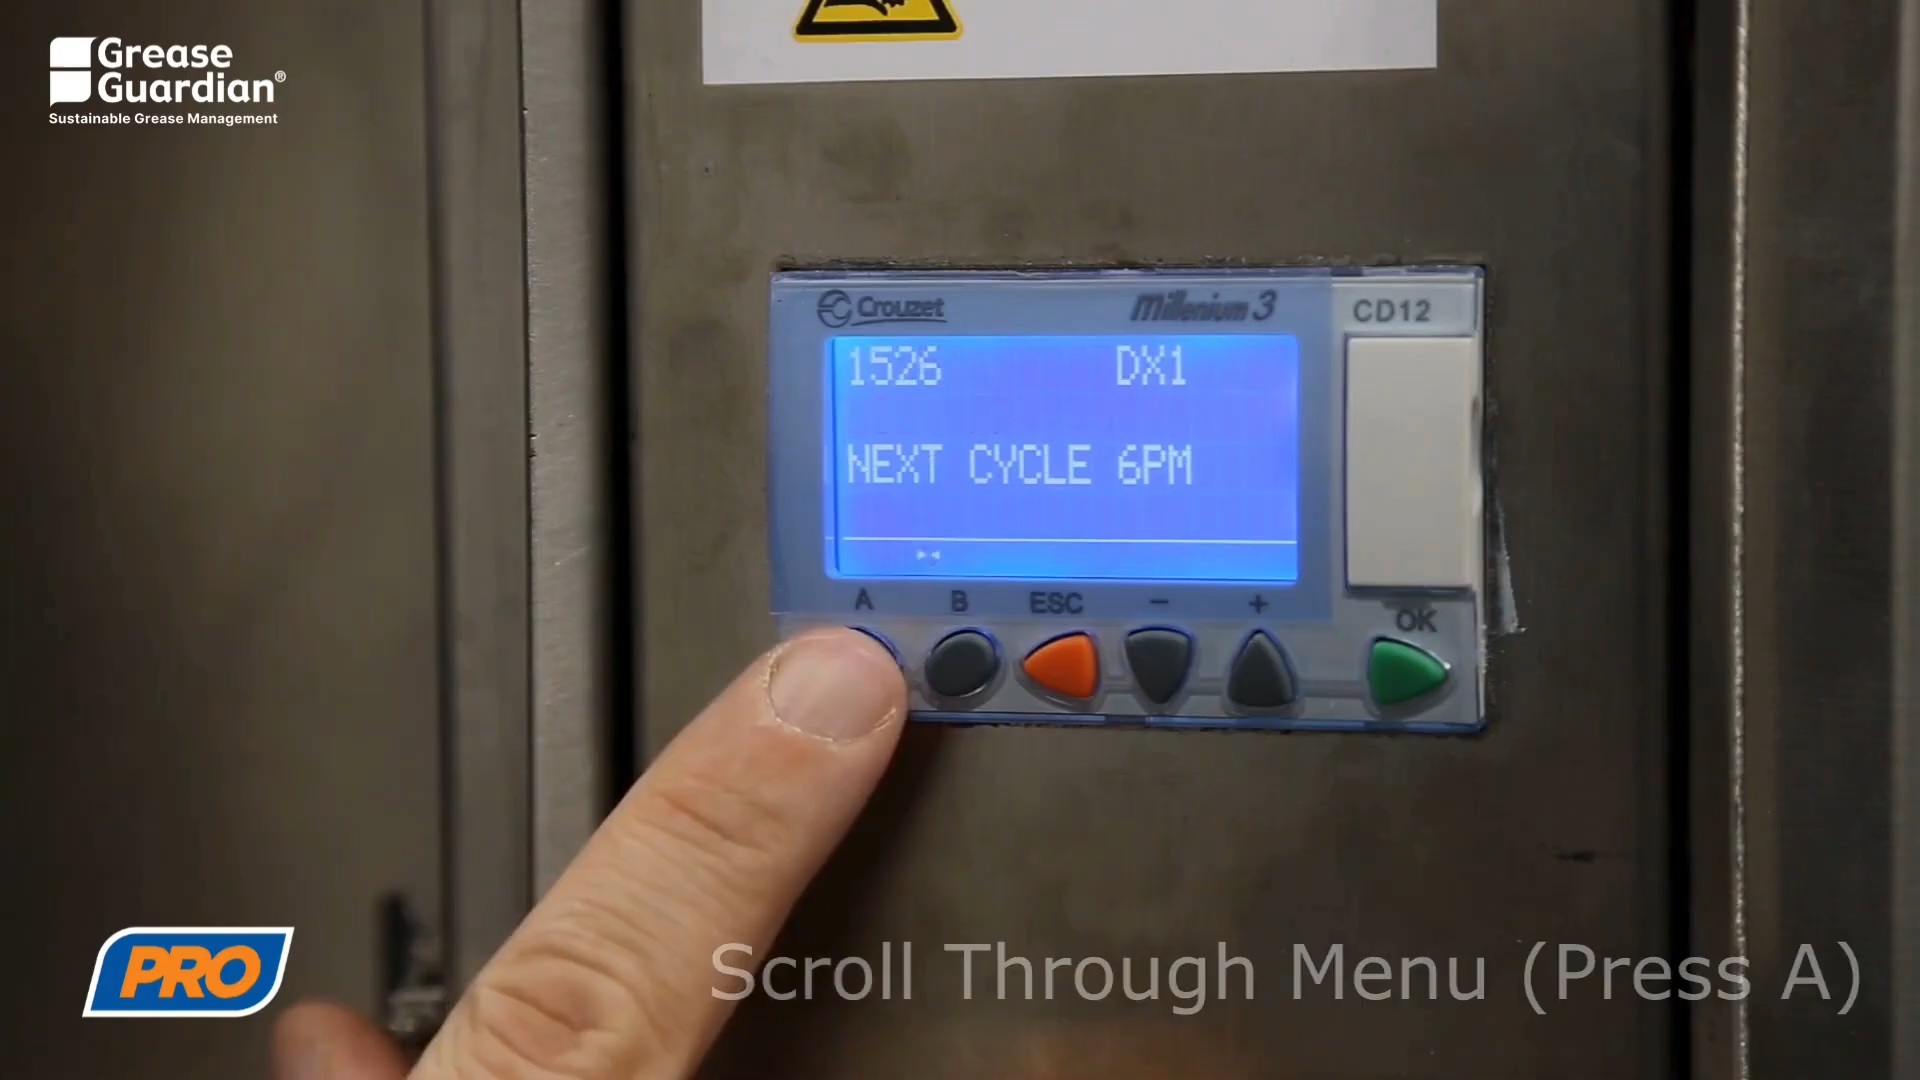 Grease
Guardian®
Sustainable Grease Management
Crouzet Millenium 3 CD12
1526 DX1
NEXT CYCLE 6PM
A B ESC - + OK
PRO
Scroll Through Menu (Press A)